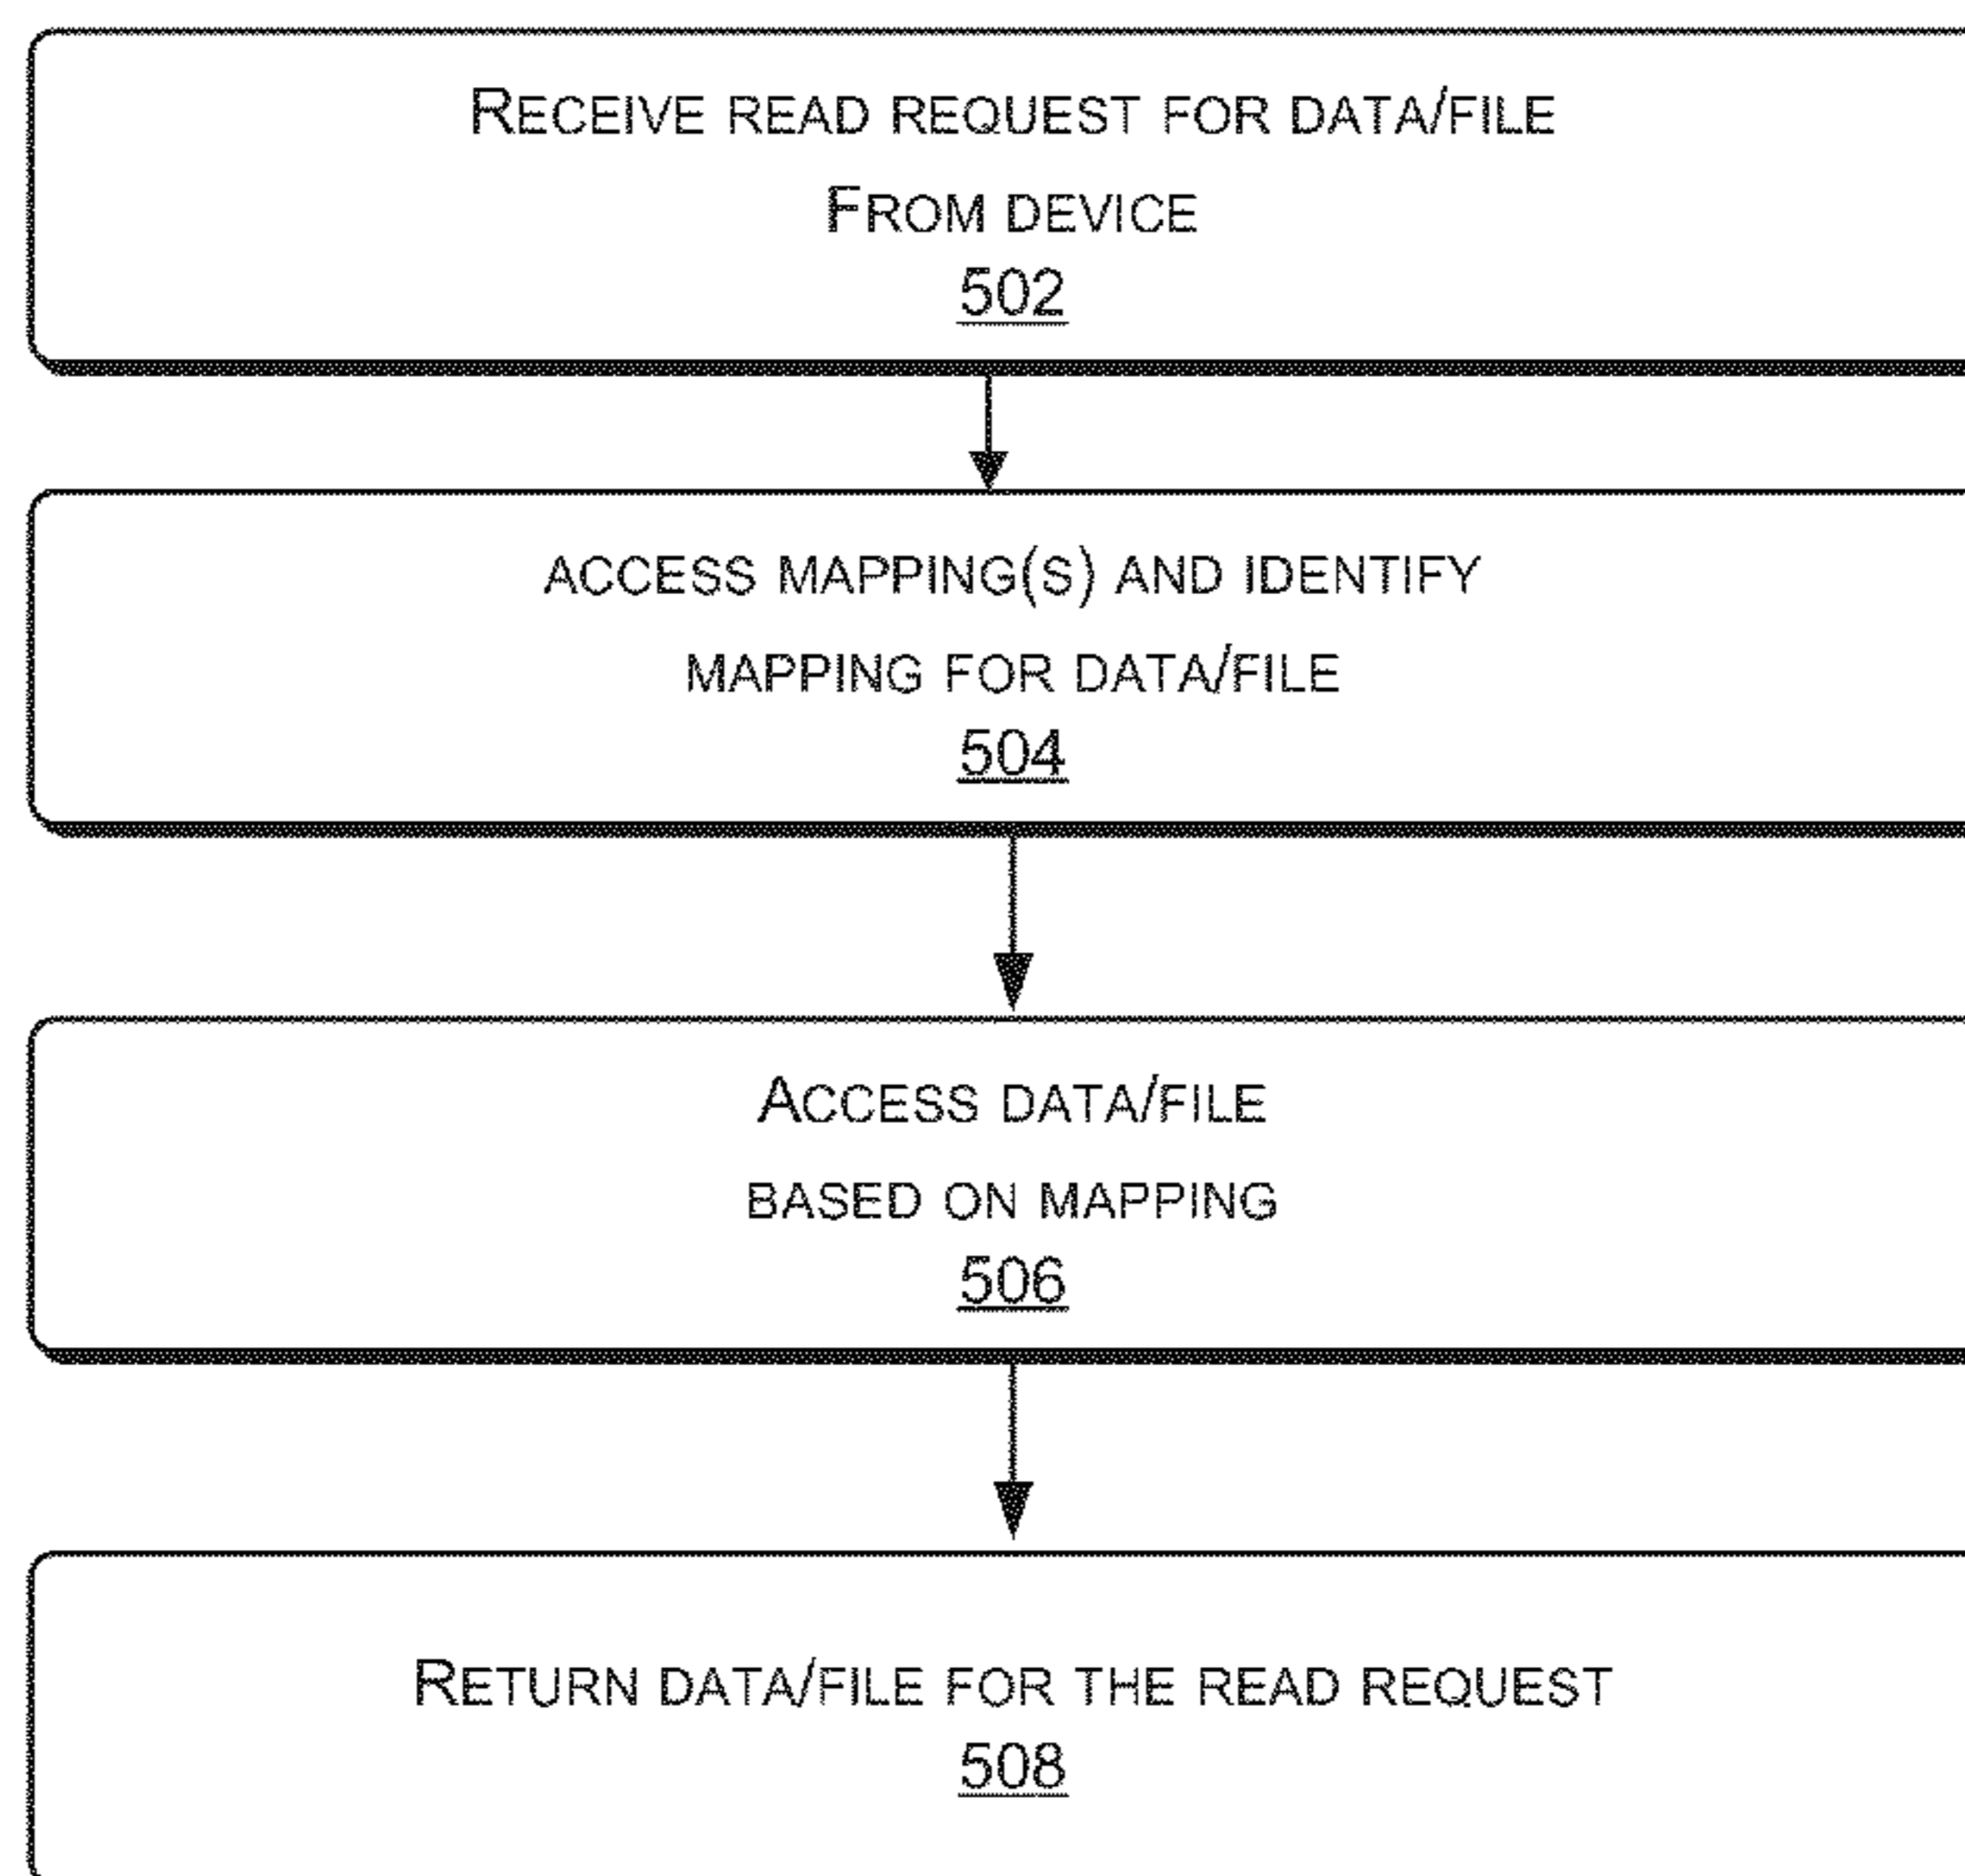 RECEIVE READ REQUEST FOR DATA/FILE
FROM DEVICE
502
ACCESS MAPPING(S) AND IDENTIFY
MAPPING FOR DATA/FILE
504
ACCESS DATA/FILE
BASED ON MAPPING
506
RETURN DATA/FILE FOR THE READ REQUEST
508